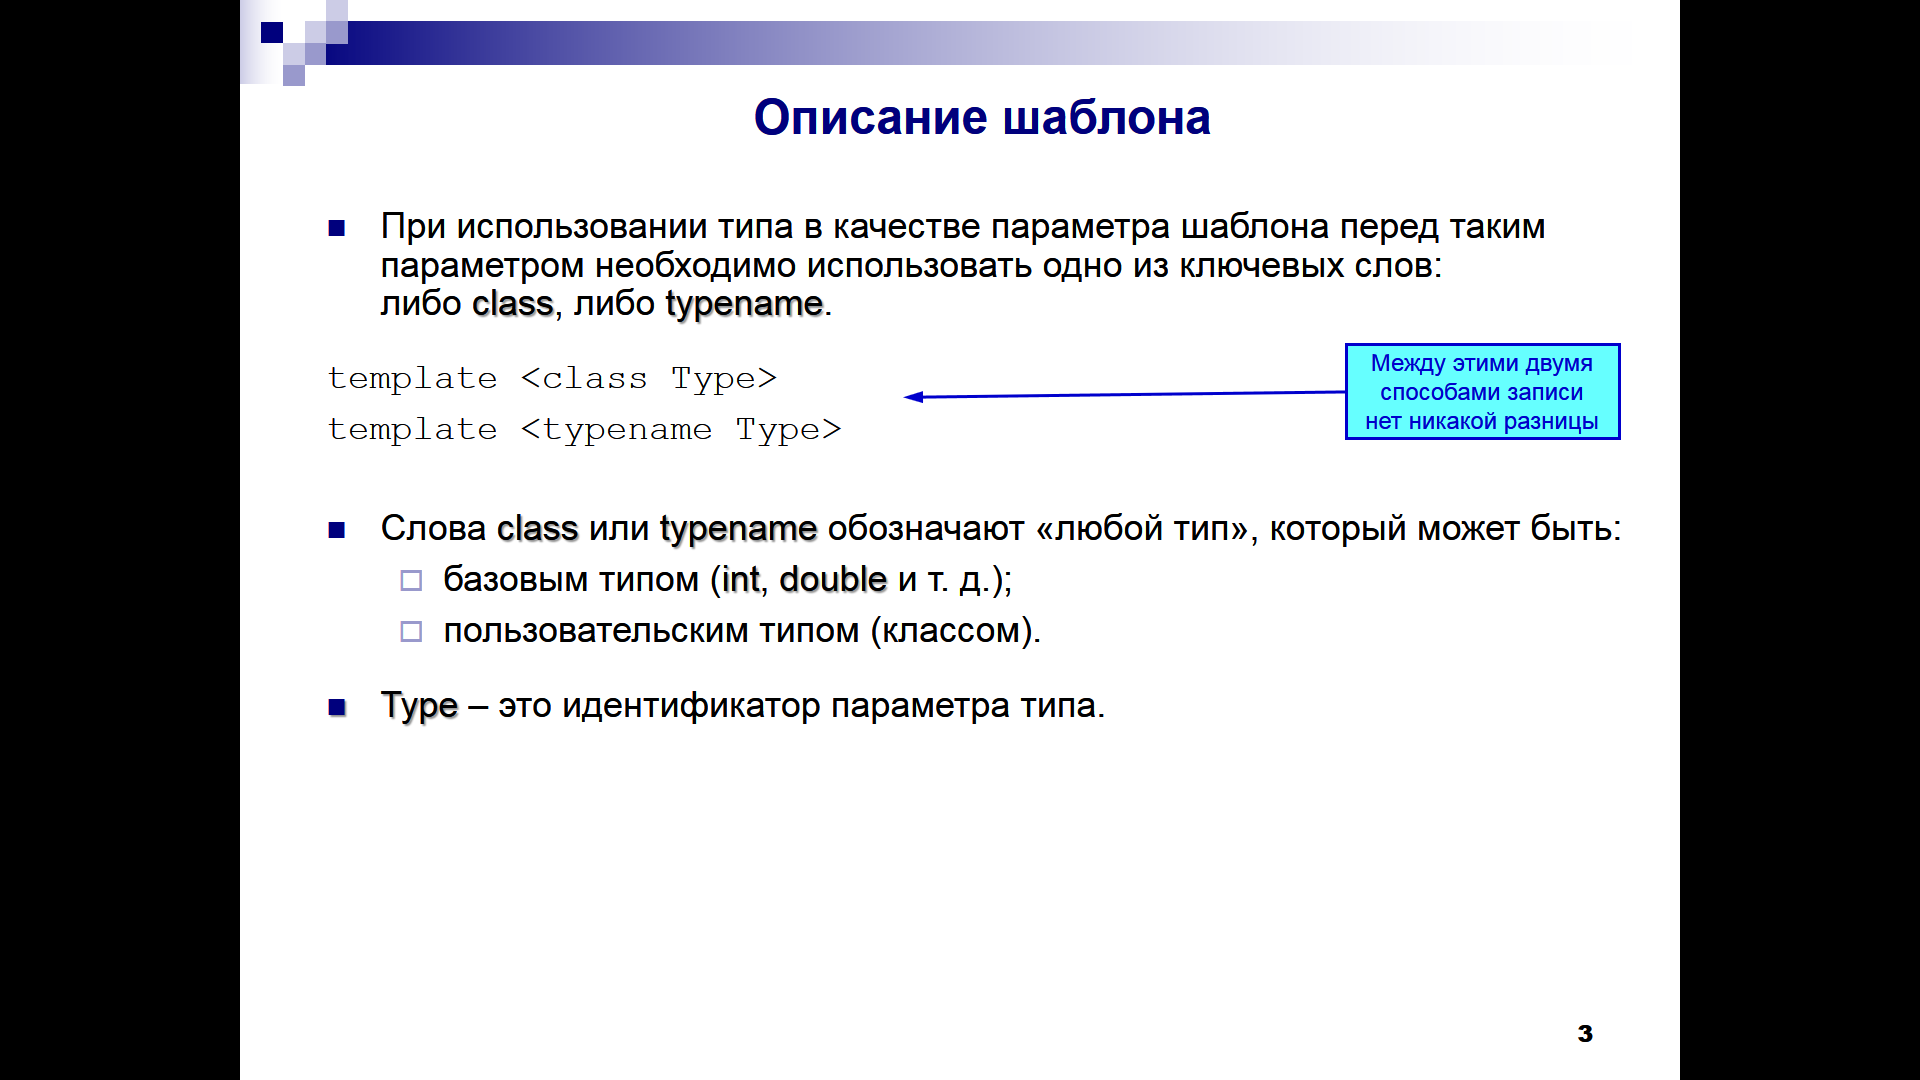 Описание шаблона
При использовании типа в качестве параметра шаблона перед таким
параметром необходимо использовать одно из ключевых слов:
либо class, либо typename.
template <class Type>
template <typename Type>
Между этими двумя
способами записи
нет никакой разницы
Слова class или typename обозначают «любой тип», который может быть:
базовым типом (int, double и т. д.);
пользовательским типом (классом).
Type – это идентификатор параметра типа.
3